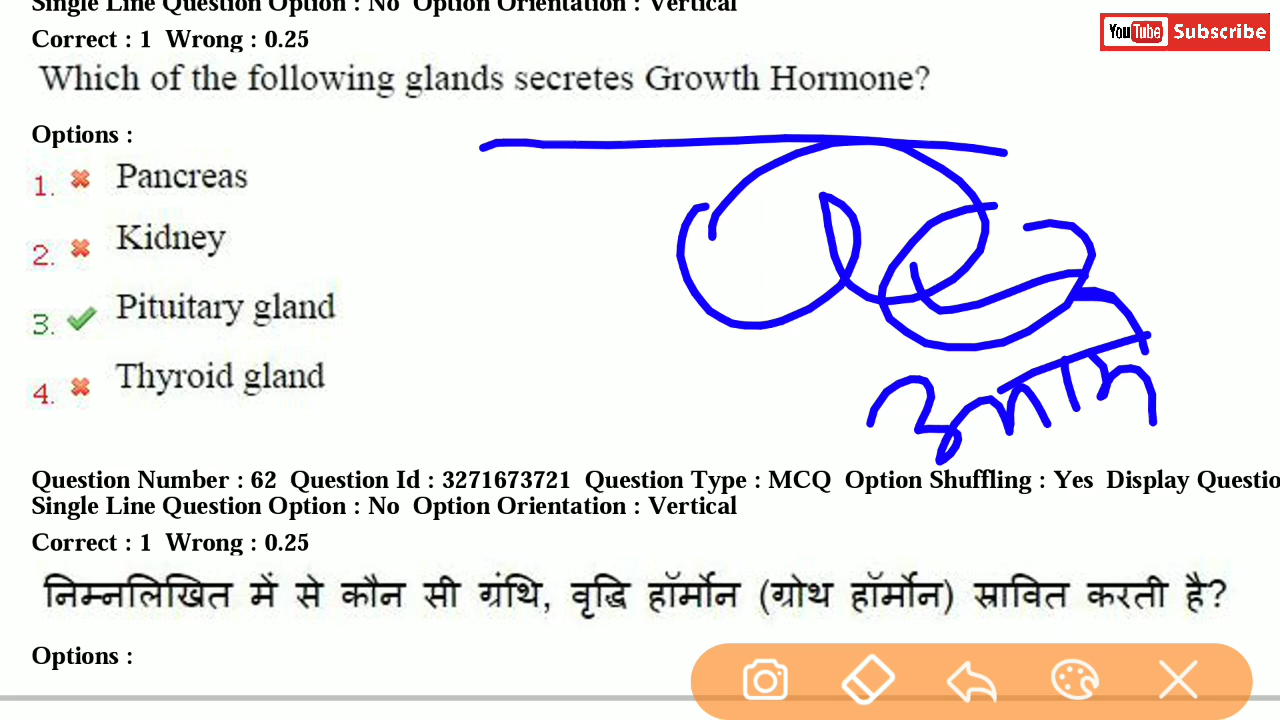 Single Line Question Option : No Option Orientation : Vertical
Correct : 1 Wrong : 0.25
Which of the following glands secretes Growth Hormone?
Options :
1. Pancreas
2. Kidney
3. Pituitary gland
4. Thyroid gland
Question Number : 62 Question Id : 3271673721 Question Type : MCQ Option Shuffling : Yes Display Questio
Single Line Question Option : No Option Orientation : Vertical
Correct : 1 Wrong : 0.25
निम्नलिखित में से कौन सी ग्रंथि, वृद्धि हॉर्मोन (ग्रोथ हॉर्मोन) स्रावित करती है?
Options :
YouTube Subscribe